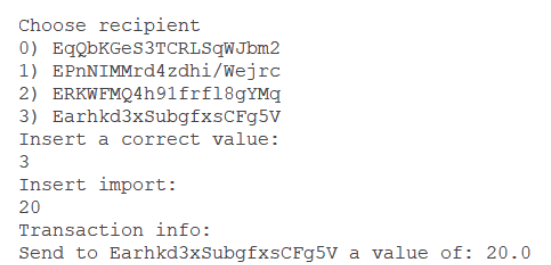 Choose recipient
0) EqQbKGeS3TCRLSqWJbm2
1) EPnNIMMrd4zdhi/Wejrc
2) ERKWFMQ4h91frfl8gYMq
3) Earhkd3xSubgfxsCFg5V
Insert a correct value:
3
Insert import:
20
Transaction info:
Send to Earhkd3xSubgfxsCFg5V a value of: 20.0